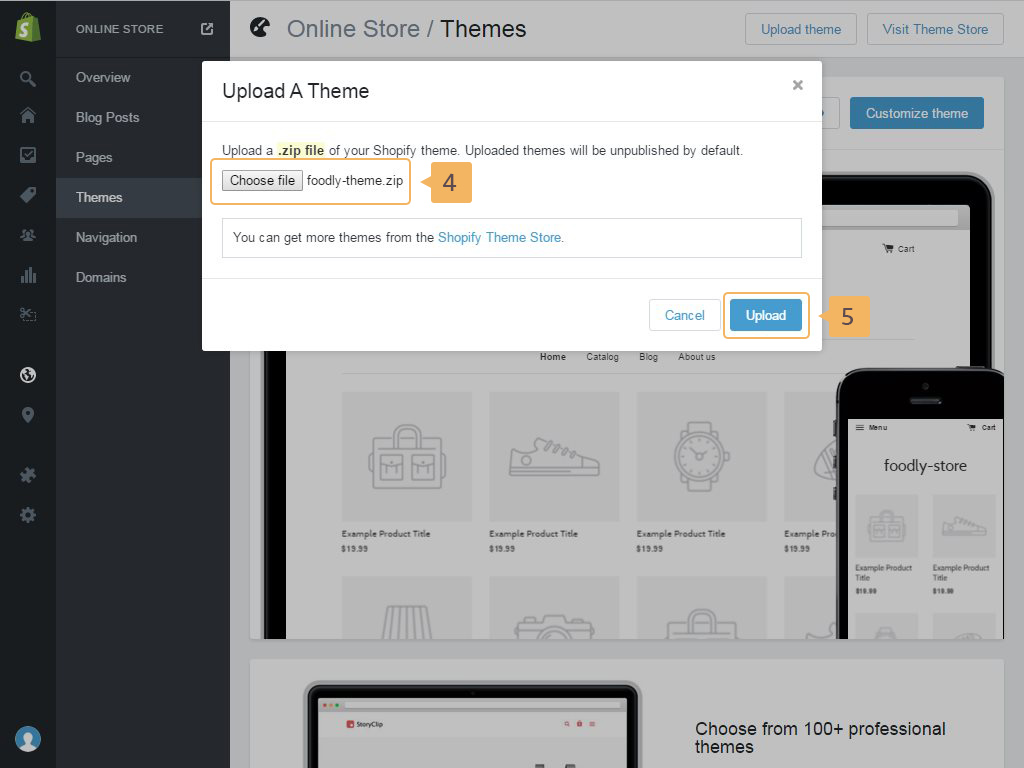 ONLINE STORE
Overview
Blog Posts
Pages
Themes
Navigation
Domains
Online Store / Themes
Upload theme
Visit Theme Store
Customize theme
Upload A Theme
×
Upload a .zip file of your Shopify theme. Uploaded themes will be unpublished by default.
Choose file foodly-theme.zip
4
You can get more themes from the Shopify Theme Store.
Cancel
Upload
5
Cart
Home Catalog Blog About us
Example Product Title
$19.99
Example Product Title
$19.99
Example Product Title
$19.99
Example Pro
$19.99
Menu Cart
foodly-store
Example Product
Title
$19.99
Example Product
Title
$19.99
StoryClip
Choose from 100+ professional
themes